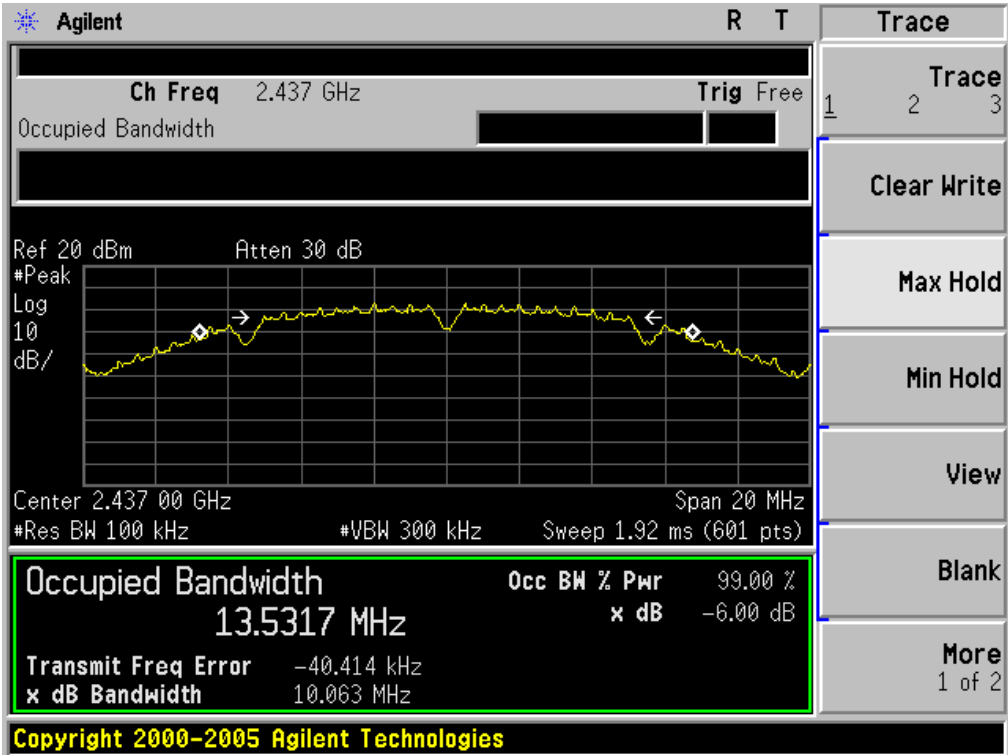 Agilent R T
Ch Freq 2.437 GHz Trig Free
Occupied Bandwidth
Ref 20 dBm Atten 30 dB
#Peak
Log
10
dB/
Center 2.437 00 GHz Span 20 MHz
#Res BW 100 kHz #VBW 300 kHz Sweep 1.92 ms (601 pts)
Occupied Bandwidth Occ BW % Pwr 99.00 %
13.5317 MHz x dB -6.00 dB
Transmit Freq Error -40.414 kHz
x dB Bandwidth 10.063 MHz
Copyright 2000-2005 Agilent Technologies
Trace
Trace
1 2 3
Clear Write
Max Hold
Min Hold
View
Blank
More
1 of 2